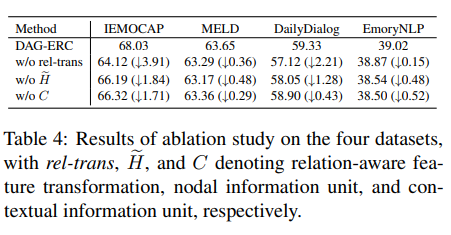 Method IEMOCAP MELD DailyDialog EmoryNLP
DAG-ERC 68.03 63.65 59.33 39.02
w/o rel-trans 64.12 (↓3.91) 63.29 (↓0.36) 57.12 (↓2.21) 38.87 (↓0.15)
w/o H̃ 66.19 (↓1.84) 63.17 (↓0.48) 58.05 (↓1.28) 38.54 (↓0.48)
w/o C 66.32 (↓1.71) 63.36 (↓0.29) 58.90 (↓0.43) 38.50 (↓0.52)
Table 4: Results of ablation study on the four datasets,
with rel-trans, H̃, and C denoting relation-aware fea-
ture transformation, nodal information unit, and con-
textual information unit, respectively.